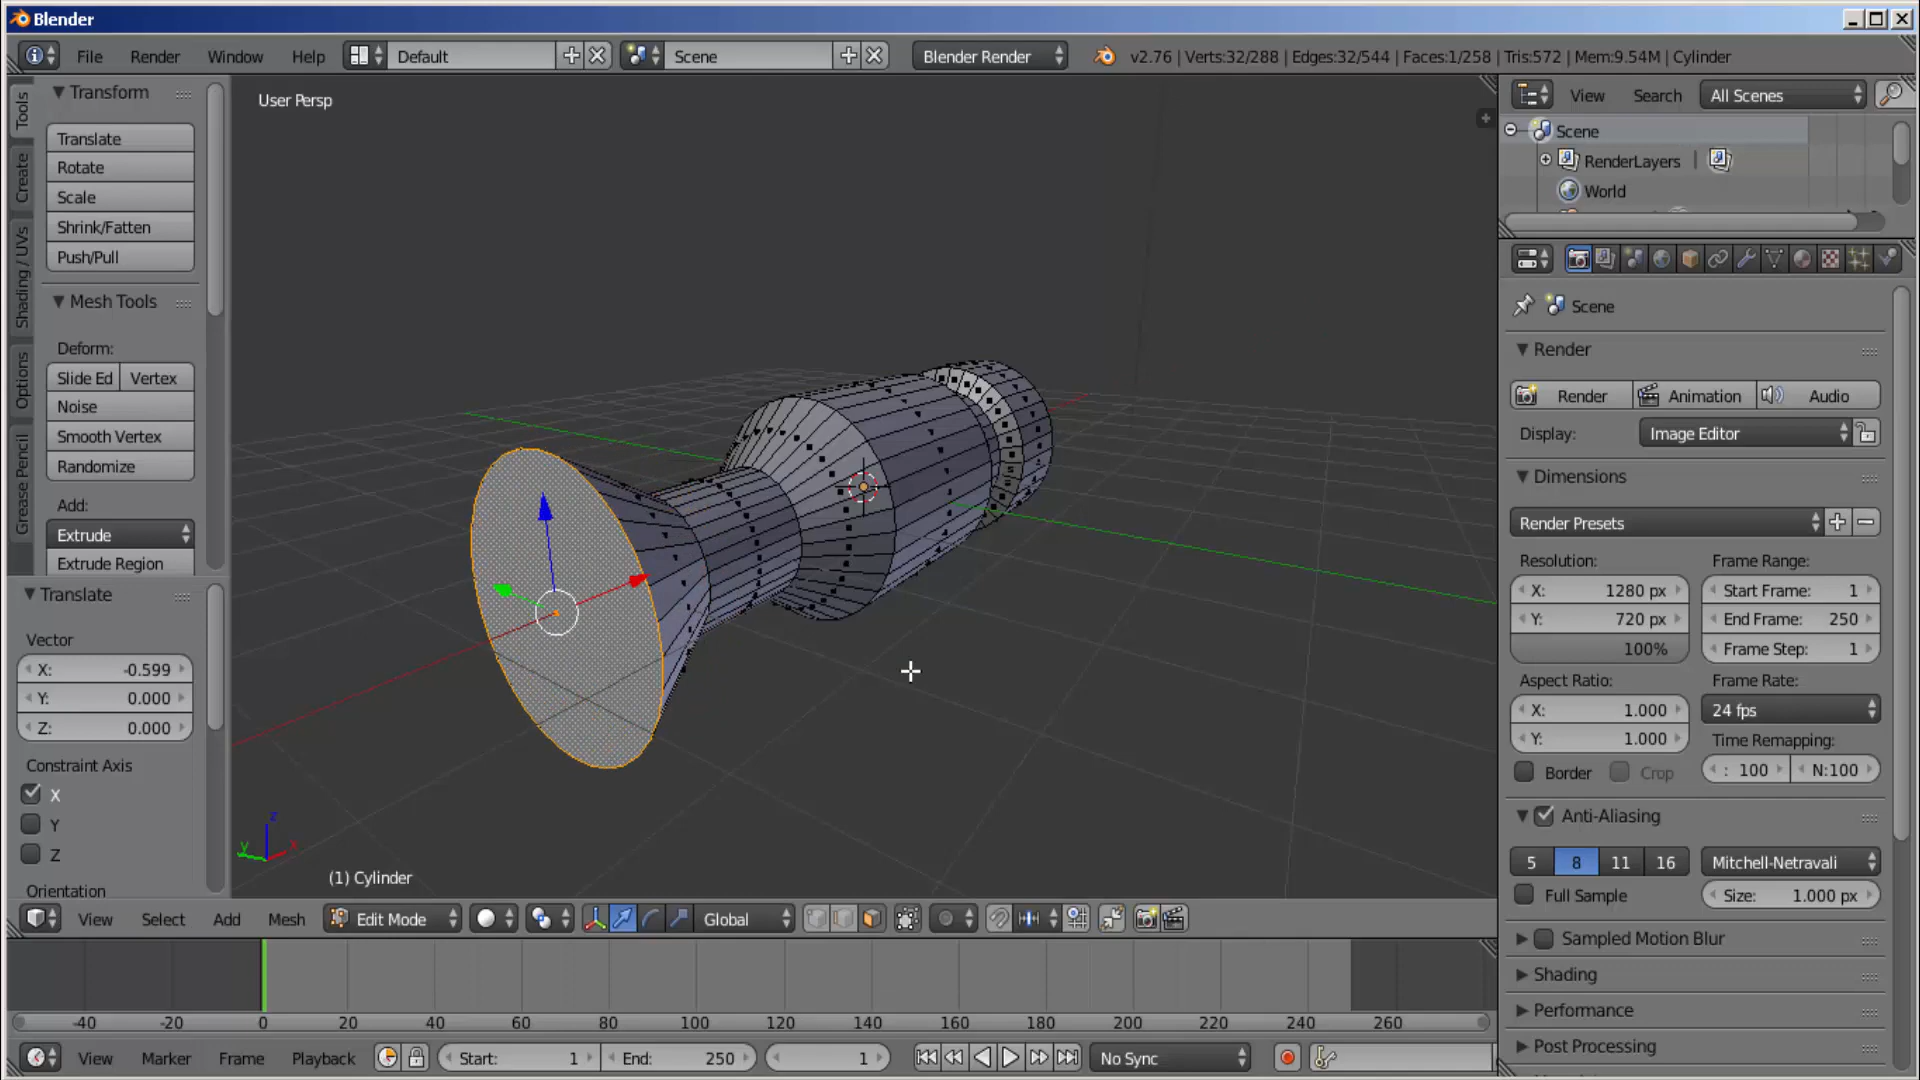 Blender
File Render Window Help Default Scene Blender Render v2.76 | Verts:32/288 | Edges:32/544 | Faces:1/258 | Tris:572 | Mem:9.54M | Cylinder
Tools
Create
Shading / UVs
Options
Grease Pencil
Transform
Translate
Rotate
Scale
Shrink/Fatten
Push/Pull
Mesh Tools
Deform:
Slide Ed Vertex
Noise
Smooth Vertex
Randomize
Add:
Extrude
Extrude Region
Translate
Vector
X: -0.599
Y: 0.000
Z: 0.000
Constraint Axis
X
Y
Z
Orientation
User Persp
z
y x
(1) Cylinder
View Select Add Mesh Edit Mode Global
-40 -20 0 20 40 60 80 100 120 140 160 180 200 220 240 260
View Marker Frame Playback Start: 1 End: 250 1 No Sync
View Search All Scenes
Scene
RenderLayers |
World
Scene
Render
Render Animation Audio
Display: Image Editor
Dimensions
Render Presets
Resolution: Frame Range:
X: 1280 px Start Frame: 1
Y: 720 px End Frame: 250
100% Frame Step: 1
Aspect Ratio: Frame Rate:
X: 1.000 24 fps
Y: 1.000 Time Remapping:
Border Crop : 100 N:100
Anti-Aliasing
5 8 11 16 Mitchell-Netravali
Full Sample Size: 1.000 px
Sampled Motion Blur
Shading
Performance
Post Processing